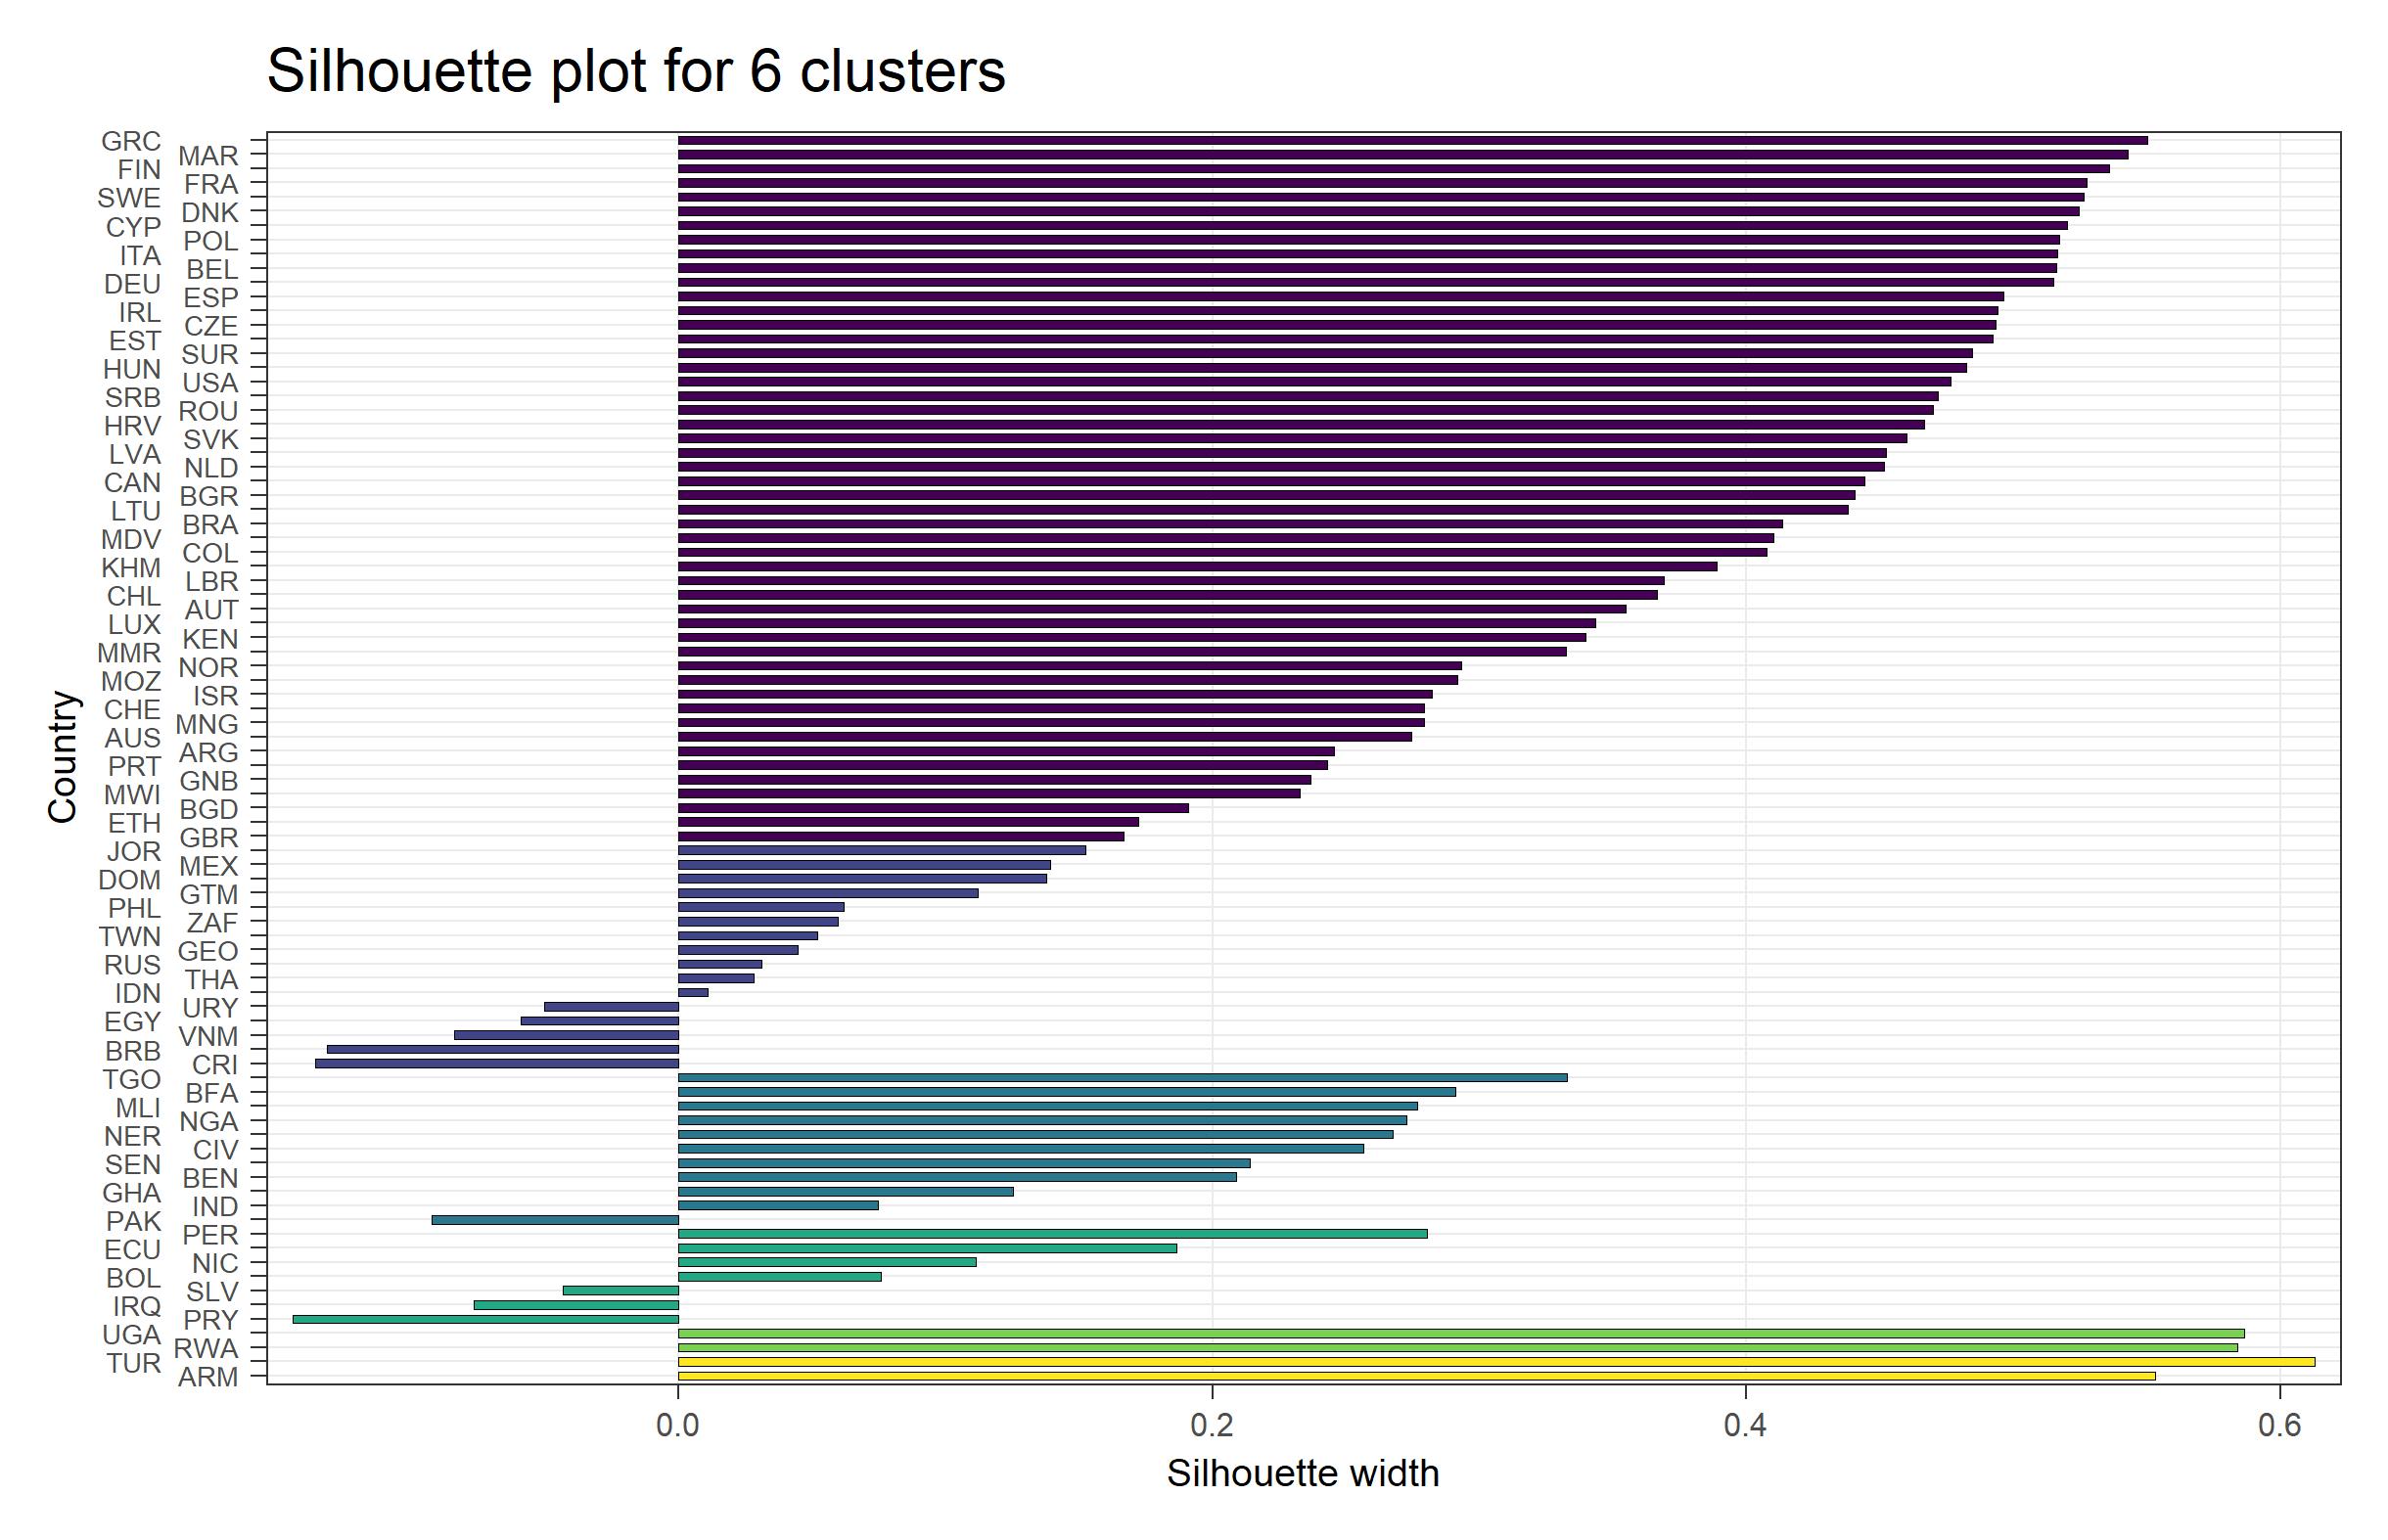 Silhouette plot for 6 clusters
GRC
MAR
FIN
FRA
SWE
DNK
CYP
POL
ITA
BEL
DEU
ESP
IRL
CZE
EST
SUR
HUN
USA
SRB
ROU
HRV
SVK
LVA
NLD
CAN
BGR
LTU
BRA
MDV
COL
KHM
LBR
CHL
AUT
LUX
KEN
MMR
NOR
MOZ
ISR
CHE
MNG
AUS
ARG
PRT
GNB
MWI
BGD
ETH
GBR
JOR
MEX
DOM
GTM
PHL
ZAF
TWN
GEO
RUS
THA
IDN
URY
EGY
VNM
BRB
CRI
TGO
BFA
MLI
NGA
NER
CIV
SEN
BEN
GHA
IND
PAK
PER
ECU
NIC
BOL
SLV
IRQ
PRY
UGA
RWA
TUR
ARM
Country
0.0 0.2 0.4 0.6
Silhouette width